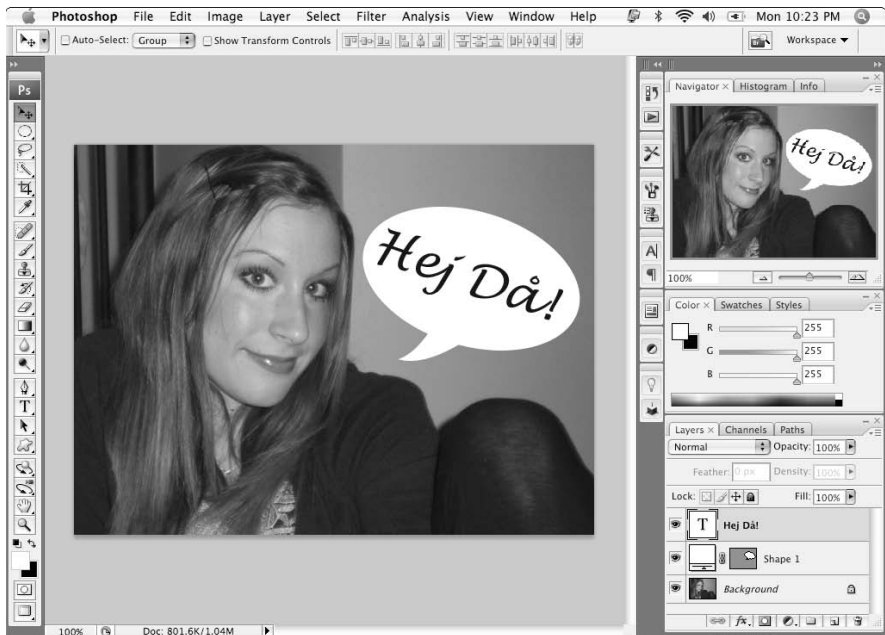 Photoshop File Edit Image Layer Select Filter Analysis View Window Help Mon 10:23 PM
Auto-Select: Group Show Transform Controls Workspace
Ps
Navigator × Histogram Info
Hej Då!
100%
Color × Swatches Styles
R 255
G 255
B 255
Hej Då!
Layers × Channels Paths
Normal Opacity: 100%
Feather: 0 px Density: 100%
Lock: Fill: 100%
T Hej Då!
Shape 1
Background
100% Doc: 801.6K/1.04M